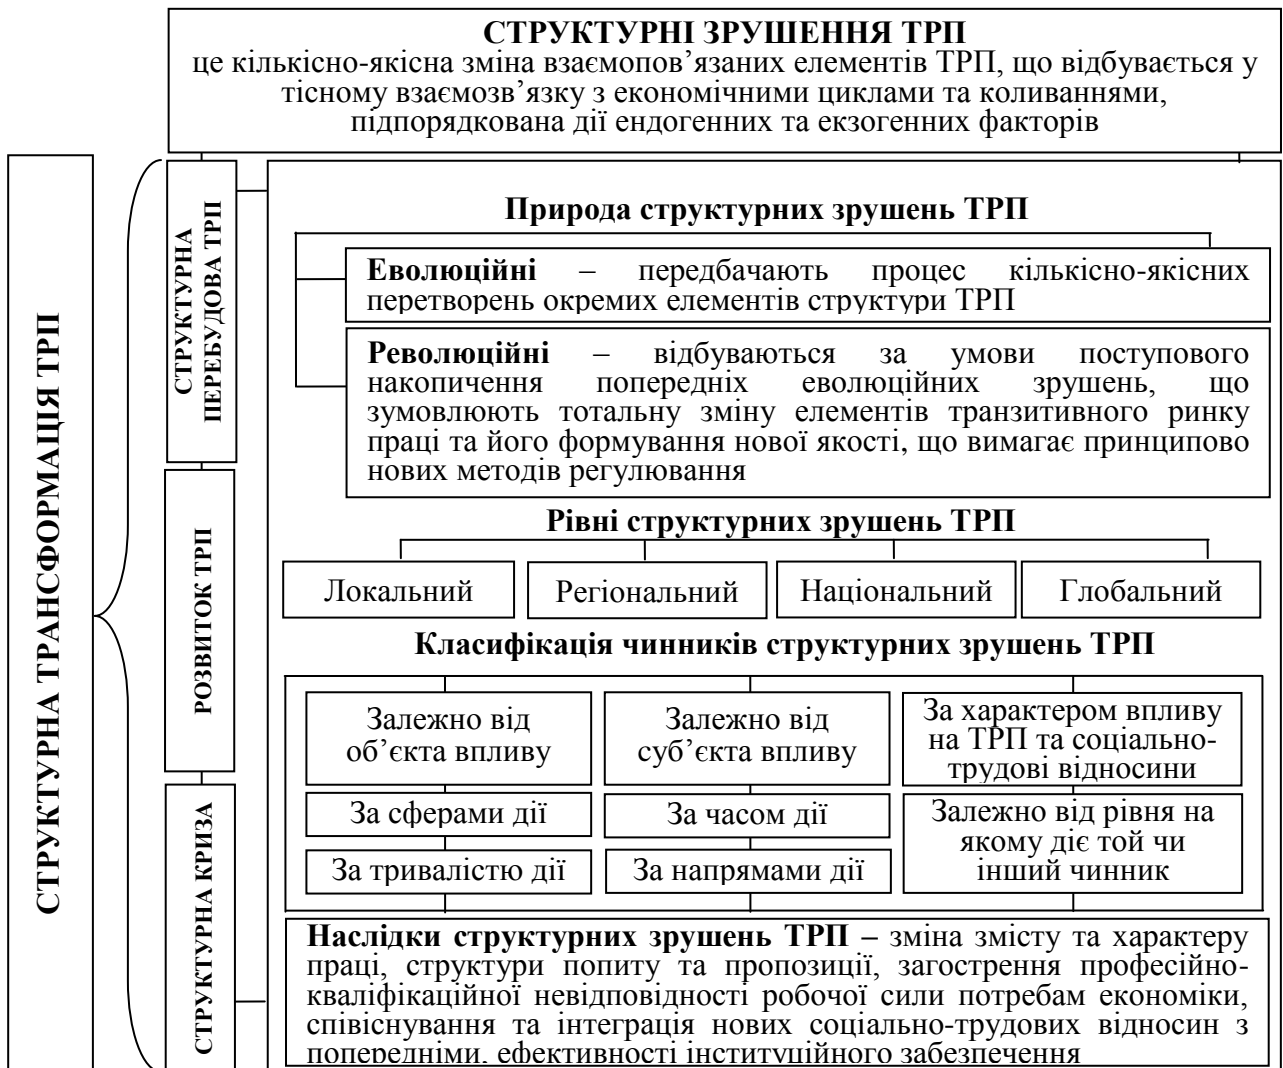 СТРУКТУРНІ ЗРУШЕННЯ ТРП
це кількісно-якісна зміна взаємопов’язаних елементів ТРП, що відбувається у
тісному взаємозв’язку з економічними циклами та коливаннями,
підпорядкована дії ендогенних та екзогенних факторів
СТРУКТУРНА ТРАНСФОРМАЦІЯ ТРП
СТРУКТУРНА
ПЕРЕБУДОВА ТРП
РОЗВИТОК ТРП
СТРУКТУРНА КРИЗА
Природа структурних зрушень ТРП
Еволюційні – передбачають процес кількісно-якісних
перетворень окремих елементів структури ТРП
Революційні – відбуваються за умови поступового
накопичення попередніх еволюційних зрушень, що
зумовлюють тотальну зміну елементів транзитивного ринку
праці та його формування нової якості, що вимагає принципово
нових методів регулювання
Рівні структурних зрушень ТРП
Локальний
Регіональний
Національний
Глобальний
Класифікація чинників структурних зрушень ТРП
Залежно від
об’єкта впливу
Залежно від
суб’єкта впливу
За характером впливу
на ТРП та соціально-
трудові відносини
За сферами дії
За часом дії
Залежно від рівня на
якому діє той чи
інший чинник
За тривалістю дії
За напрямами дії
Наслідки структурних зрушень ТРП – зміна змісту та характеру
праці, структури попиту та пропозиції, загострення професійно-
кваліфікаційної невідповідності робочої сили потребам економіки,
співіснування та інтеграція нових соціально-трудових відносин з
попередніми, ефективності інституційного забезпечення